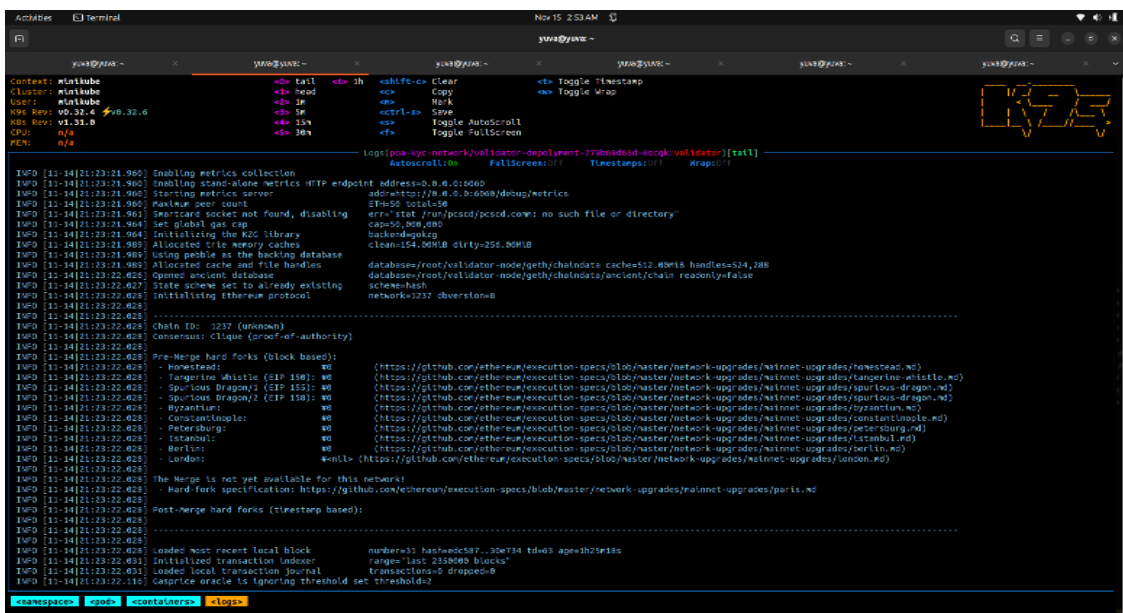 Activities Terminal Nov 15 2:53 AM
yuva@yuva: ~
yuva@yuva: ~ × yuva@yuva: ~ × yuva@yuva: ~ × yuva@yuva: ~ × yuva@yuva: ~ × yuva@yuva: ~ ×
Context: minikube <0> tail <6> 1h <shift-c> Clear <t> Toggle Timestamp
Cluster: minikube <1> head <c> Copy <w> Toggle Wrap
User: minikube <2> 1m <m> Mark
K9s Rev: v0.32.4 ⚡v0.32.6 <3> 5m <ctrl-s> Save
K8s Rev: v1.31.0 <4> 15m <s> Toggle AutoScroll
CPU: n/a <5> 30m <f> Toggle FullScreen
MEM: n/a
Logs(poa-kyc-network/validator-depolyment-779b69d65d-6scqk:validator)[tail]
Autoscroll:On FullScreen:Off Timestamps:Off Wrap:Off
INFO [11-14|21:23:21.960] Enabling metrics collection
INFO [11-14|21:23:21.960] Enabling stand-alone metrics HTTP endpoint address=0.0.0.0:6060
INFO [11-14|21:23:21.960] Starting metrics server addr=http://0.0.0.0:6060/debug/metrics
INFO [11-14|21:23:21.960] Maximum peer count ETH=50 total=50
INFO [11-14|21:23:21.961] Smartcard socket not found, disabling err="stat /run/pcscd/pcscd.comm: no such file or directory"
INFO [11-14|21:23:21.964] Set global gas cap cap=50,000,000
INFO [11-14|21:23:21.964] Initializing the KZG library backend=gokzg
INFO [11-14|21:23:21.989] Allocated trie memory caches clean=154.00MiB dirty=256.00MiB
INFO [11-14|21:23:21.989] Using pebble as the backing database
INFO [11-14|21:23:21.989] Allocated cache and file handles database=/root/validator-node/geth/chaindata cache=512.00MiB handles=524,288
INFO [11-14|21:23:22.026] Opened ancient database database=/root/validator-node/geth/chaindata/ancient/chain readonly=false
INFO [11-14|21:23:22.027] State scheme set to already existing scheme=hash
INFO [11-14|21:23:22.028] Initialising Ethereum protocol network=1237 dbversion=8
INFO [11-14|21:23:22.028]
INFO [11-14|21:23:22.028] ---------------------------------------------------------------------------------------------------------------------------------------------------------
INFO [11-14|21:23:22.028] Chain ID: 1237 (unknown)
INFO [11-14|21:23:22.028] Consensus: Clique (proof-of-authority)
INFO [11-14|21:23:22.028]
INFO [11-14|21:23:22.028] Pre-Merge hard forks (block based):
INFO [11-14|21:23:22.028] - Homestead: #0 (https://github.com/ethereum/execution-specs/blob/master/network-upgrades/mainnet-upgrades/homestead.md)
INFO [11-14|21:23:22.028] - Tangerine Whistle (EIP 150): #0 (https://github.com/ethereum/execution-specs/blob/master/network-upgrades/mainnet-upgrades/tangerine-whistle.md)
INFO [11-14|21:23:22.028] - Spurious Dragon/1 (EIP 155): #0 (https://github.com/ethereum/execution-specs/blob/master/network-upgrades/mainnet-upgrades/spurious-dragon.md)
INFO [11-14|21:23:22.028] - Spurious Dragon/2 (EIP 158): #0 (https://github.com/ethereum/execution-specs/blob/master/network-upgrades/mainnet-upgrades/spurious-dragon.md)
INFO [11-14|21:23:22.028] - Byzantium: #0 (https://github.com/ethereum/execution-specs/blob/master/network-upgrades/mainnet-upgrades/byzantium.md)
INFO [11-14|21:23:22.028] - Constantinople: #0 (https://github.com/ethereum/execution-specs/blob/master/network-upgrades/mainnet-upgrades/constantinople.md)
INFO [11-14|21:23:22.028] - Petersburg: #0 (https://github.com/ethereum/execution-specs/blob/master/network-upgrades/mainnet-upgrades/petersburg.md)
INFO [11-14|21:23:22.028] - Istanbul: #0 (https://github.com/ethereum/execution-specs/blob/master/network-upgrades/mainnet-upgrades/istanbul.md)
INFO [11-14|21:23:22.028] - Berlin: #0 (https://github.com/ethereum/execution-specs/blob/master/network-upgrades/mainnet-upgrades/berlin.md)
INFO [11-14|21:23:22.028] - London: #<nil> (https://github.com/ethereum/execution-specs/blob/master/network-upgrades/mainnet-upgrades/london.md)
INFO [11-14|21:23:22.028]
INFO [11-14|21:23:22.028] The Merge is not yet available for this network!
INFO [11-14|21:23:22.028] - Hard-fork specification: https://github.com/ethereum/execution-specs/blob/master/network-upgrades/mainnet-upgrades/paris.md
INFO [11-14|21:23:22.028]
INFO [11-14|21:23:22.028] Post-Merge hard forks (timestamp based):
INFO [11-14|21:23:22.028]
INFO [11-14|21:23:22.028] ---------------------------------------------------------------------------------------------------------------------------------------------------------
INFO [11-14|21:23:22.028]
INFO [11-14|21:23:22.028] Loaded most recent local block number=31 hash=edc587..30e734 td=63 age=1h25m18s
INFO [11-14|21:23:22.031] Initialized transaction indexer range="last 2350000 blocks"
INFO [11-14|21:23:22.031] Loaded local transaction journal transactions=0 dropped=0
INFO [11-14|21:23:22.116] Gasprice oracle is ignoring threshold set threshold=2
<namespace> <pod> <containers> <logs>